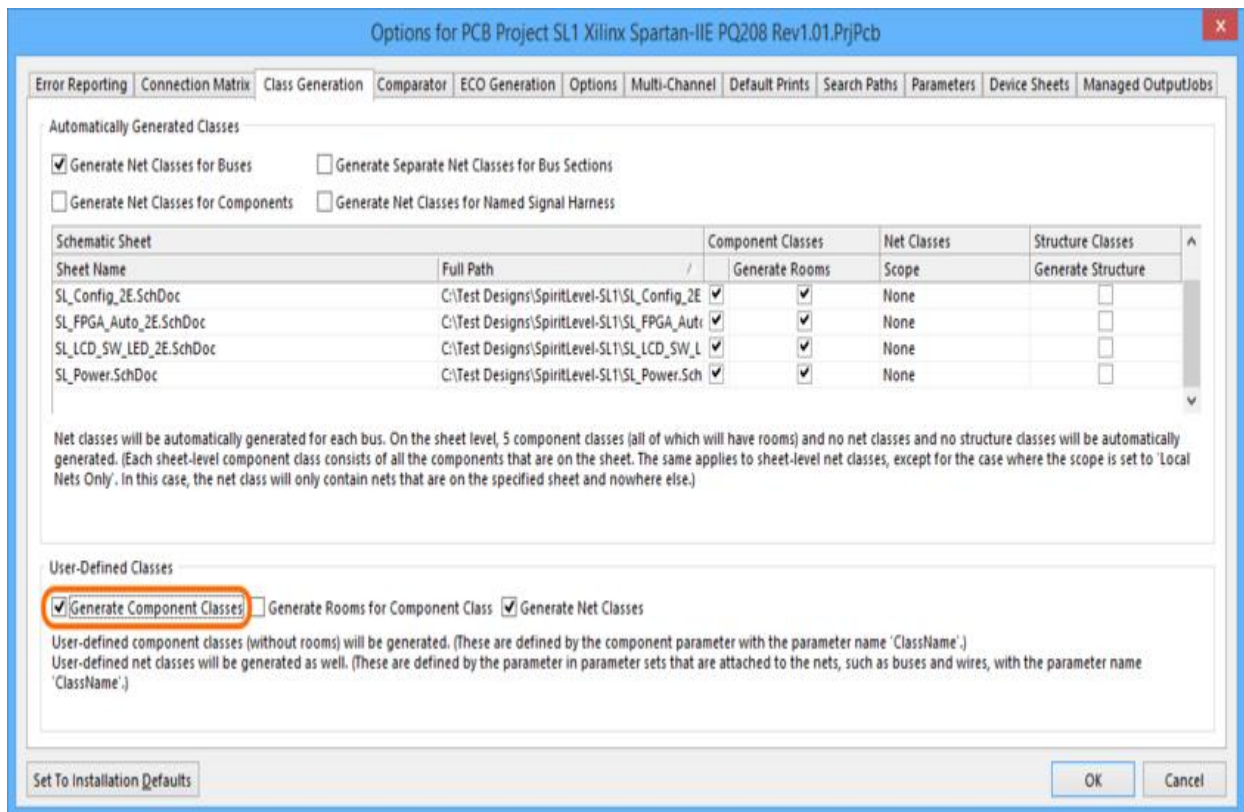 Options for PCB Project SL1 Xilinx Spartan-IIE PQ208 Rev1.01.PrjPcb
x
Error Reporting Connection Matrix Class Generation Comparator ECO Generation Options Multi-Channel Default Prints Search Paths Parameters Device Sheets Managed OutputJobs
Automatically Generated Classes
Generate Net Classes for Buses Generate Separate Net Classes for Bus Sections
Generate Net Classes for Components Generate Net Classes for Named Signal Harness
Schematic Sheet Component Classes Net Classes Structure Classes
Sheet Name Full Path Generate Rooms Scope Generate Structure
SL_Config_2E.SchDoc C:\Test Designs\SpiritLevel-SL1\SL_Config_2E None
SL_FPGA_Auto_2E.SchDoc C:\Test Designs\SpiritLevel-SL1\SL_FPGA_Aut None
SL_LCD_SW_LED_2E.SchDoc C:\Test Designs\SpiritLevel-SL1\SL_LCD_SW_L None
SL_Power.SchDoc C:\Test Designs\SpiritLevel-SL1\SL_Power.Sch None
Net classes will be automatically generated for each bus. On the sheet level, 5 component classes (all of which will have rooms) and no net classes and no structure classes will be automatically
generated. (Each sheet-level component class consists of all the components that are on the sheet. The same applies to sheet-level net classes, except for the case where the scope is set to 'Local
Nets Only'. In this case, the net class will only contain nets that are on the specified sheet and nowhere else.)
User-Defined Classes
Generate Component Classes Generate Rooms for Component Class Generate Net Classes
User-defined component classes (without rooms) will be generated. (These are defined by the component parameter with the parameter name 'ClassName'.)
User-defined net classes will be generated as well. (These are defined by the parameter in parameter sets that are attached to the nets, such as buses and wires, with the parameter name
'ClassName'.)
Set To Installation Defaults OK Cancel